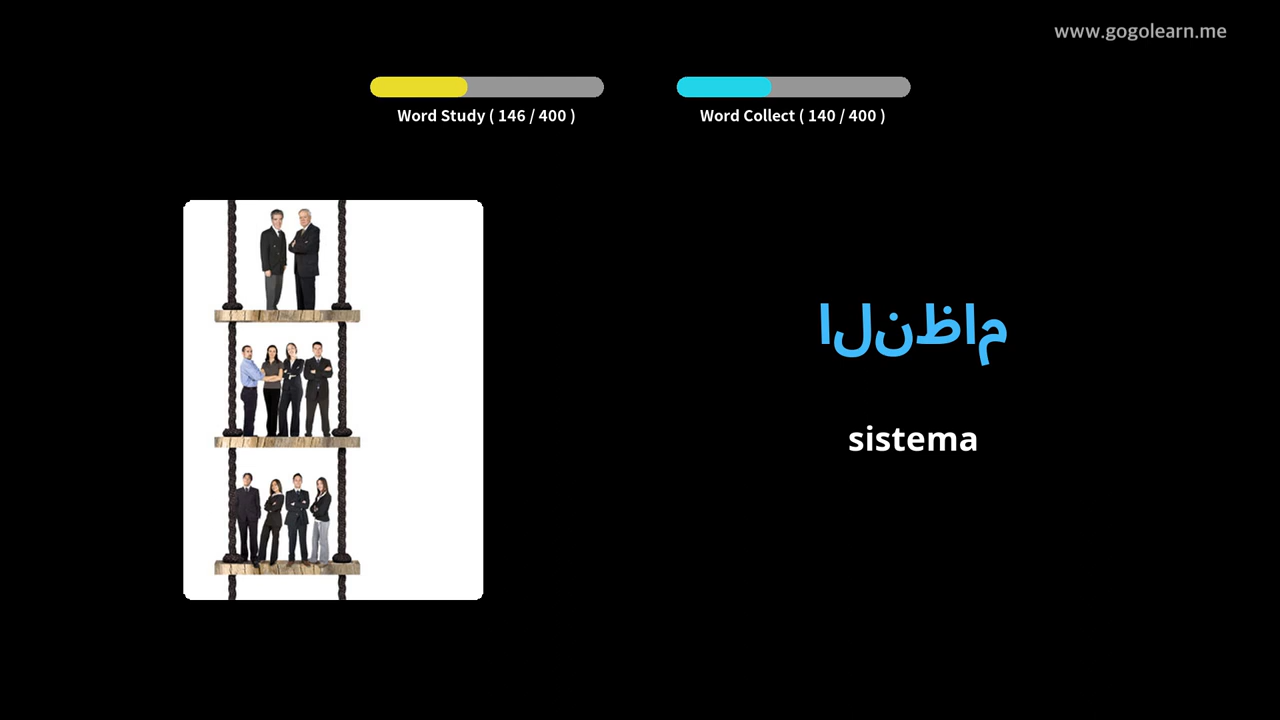 www.gogolearn.me
Word Study ( 146 / 400 )
Word Collect ( 140 / 400 )
النظام
sistema